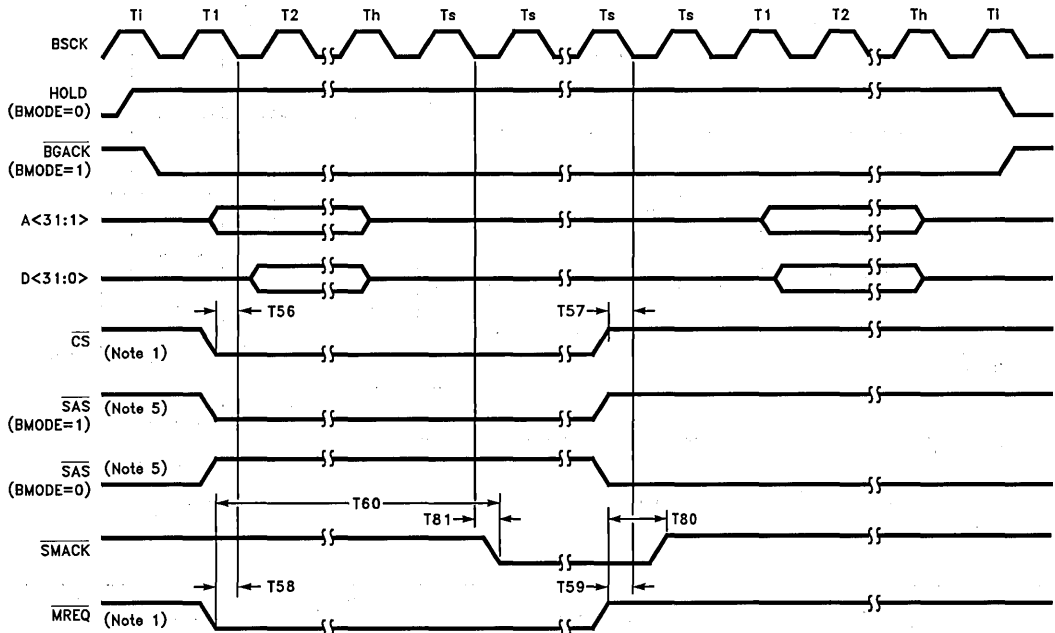 Ti T1 T2 Th Ts Ts Ts Ts T1 T2 Th Ti
BSCK
HOLD
(BMODE=0)
BGACK
(BMODE=1)
A<31:1>
D<31:0>
T56 T57
CS (Note 1)
SAS (Note 5)
(BMODE=1)
SAS (Note 5)
(BMODE=0)
T60
T81 T80
SMACK
T58 T59
MREQ (Note 1)